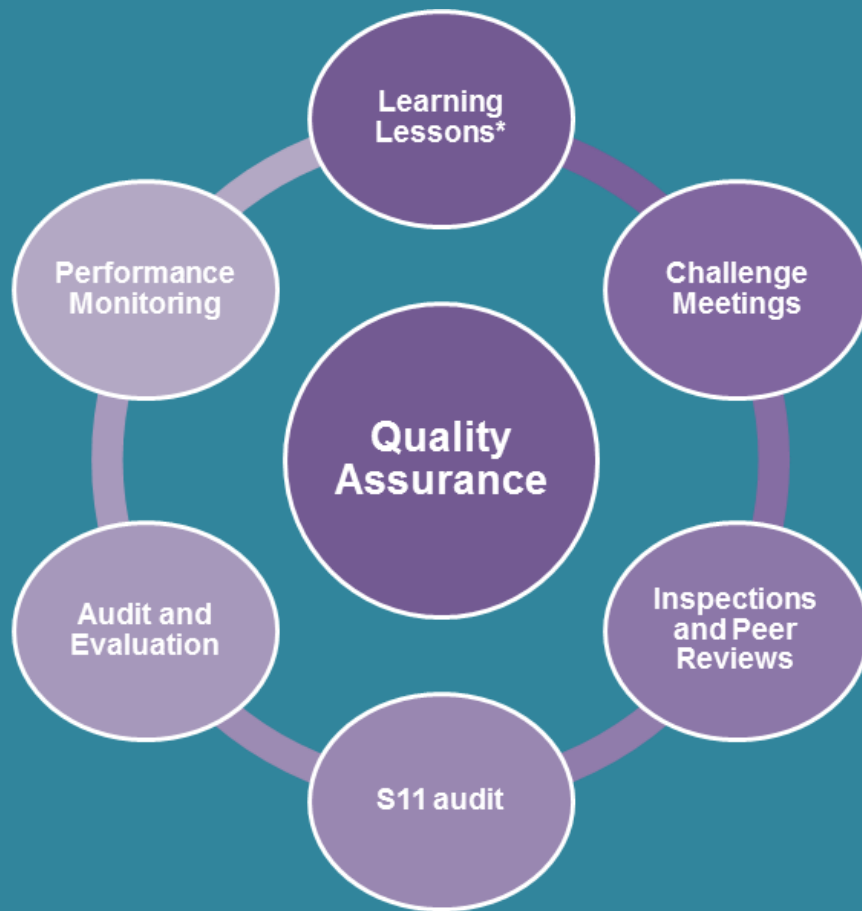 Learning
Lessons*
Performance
Monitoring
Challenge
Meetings
Quality
Assurance
Audit and
Evaluation
Inspections
and Peer
Reviews
S11 audit